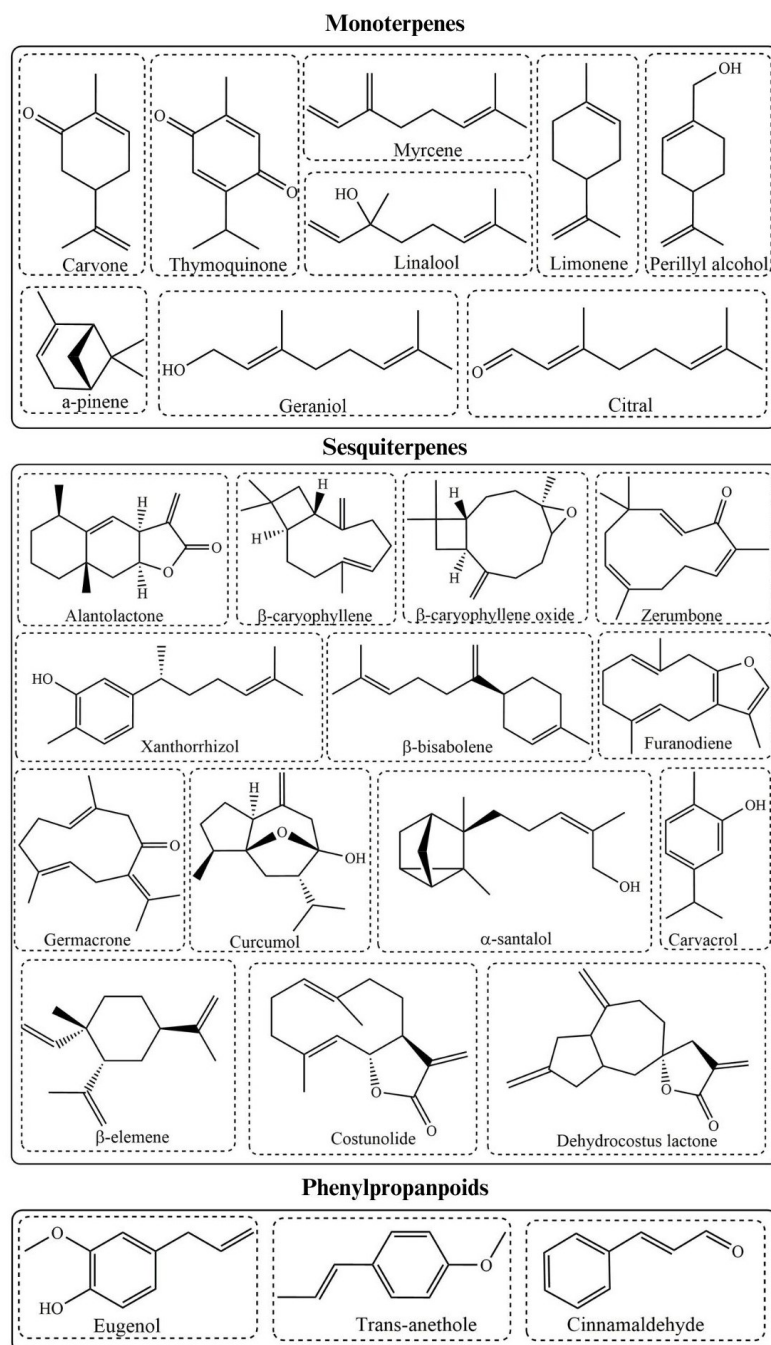 Monoterpenes
O
OH
O
O
Myrcene
HO
Carvone
Thymoquinone
Linalool
Limonene
Perillyl alcohol
HO
O
a-pinene
Geraniol
Citral
Sesquiterpenes
H
H
O
O
H
Alantolactone
H
H
β-caryophyllene
H
O
H
β-caryophyllene oxide
O
Zerumbone
HO
Xanthorrhizol
β-bisabolene
O
Furanodiene
O
Germacrone
H
O
OH
Curcumol
OH
α-santalol
OH
Carvacrol
β-elemene
O
O
Costunolide
O
O
Dehydrocostus lactone
Phenylpropanpoids
O
HO
Eugenol
O
Trans-anethole
O
Cinnamaldehyde